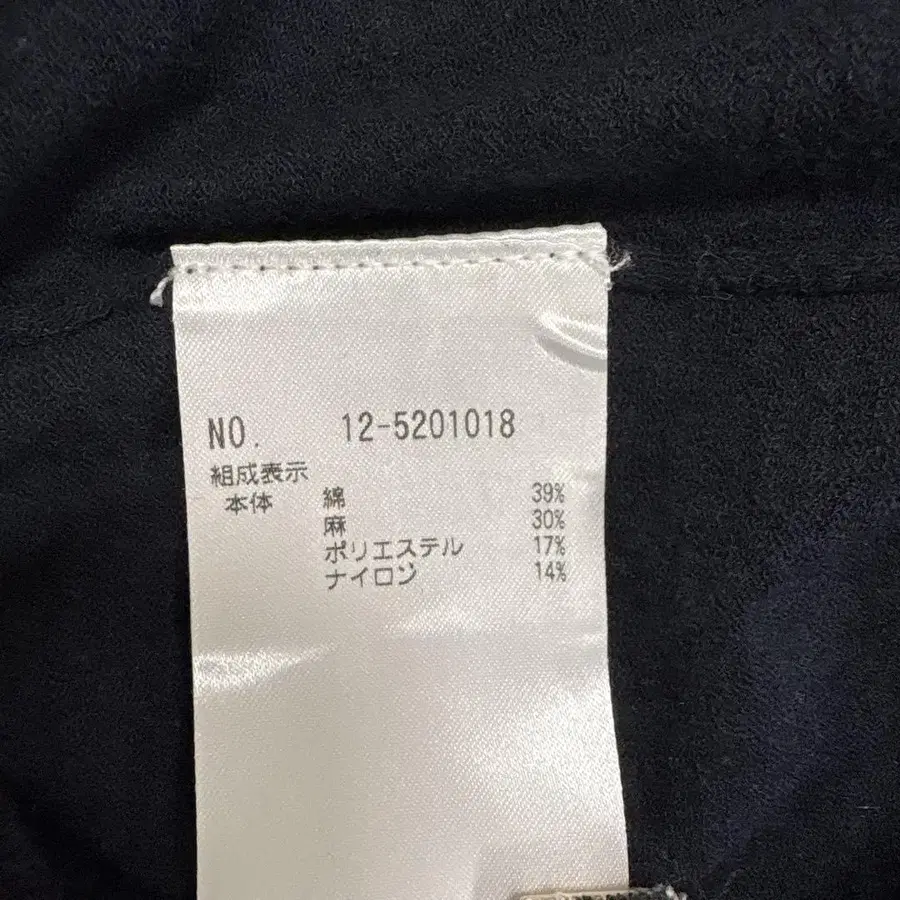 NO. 12-5201018
組成表示
本体 綿 39%
麻 30%
ポリエステル 17%
ナイロン 14%